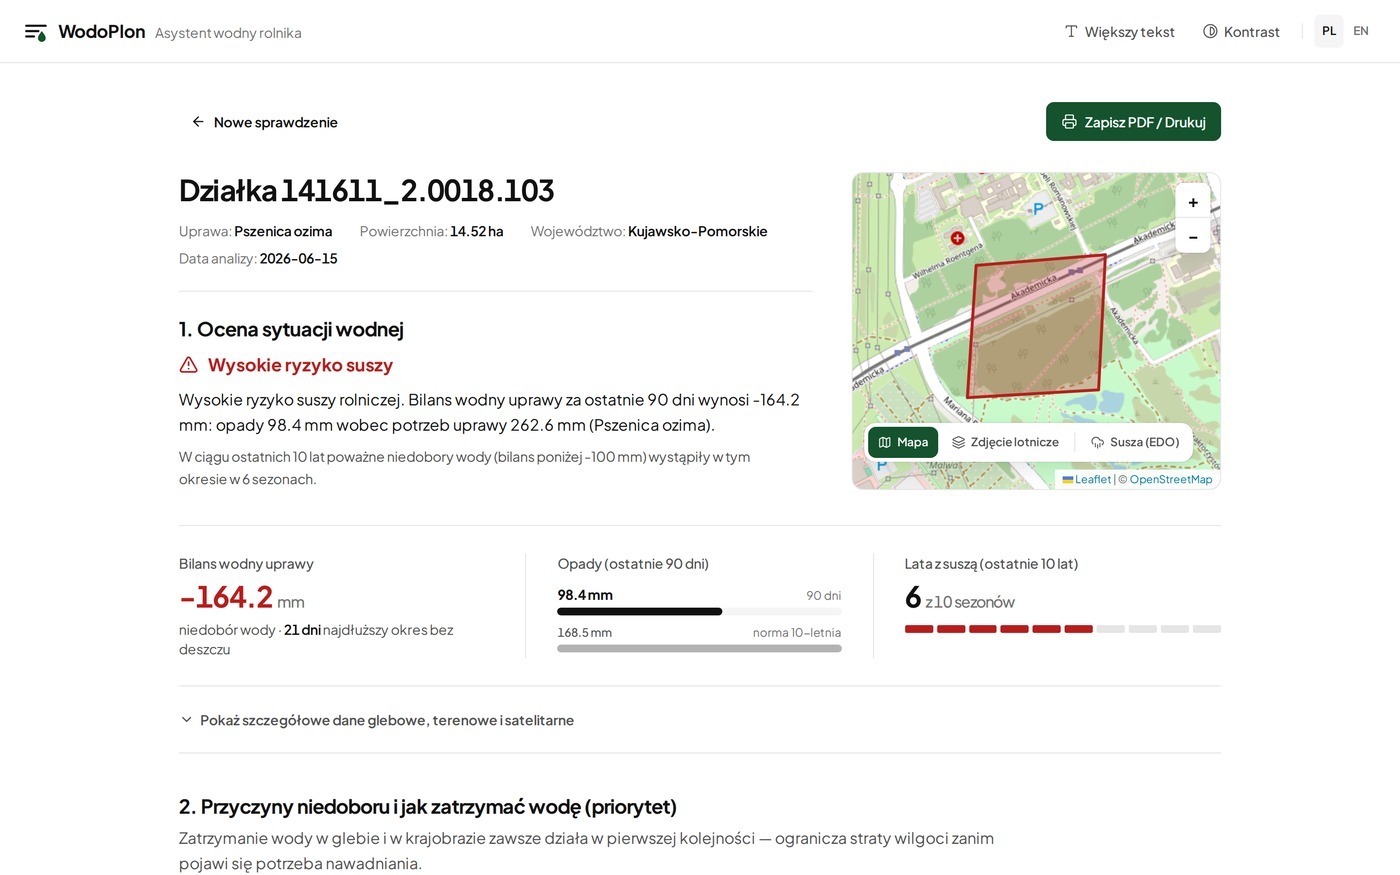 WodoPlon Asystent wodny rolnika
Większy tekst
Kontrast
PL EN
Nowe sprawdzenie
Zapisz PDF / Drukuj
Działka 141611_2.0018.103
Uprawa: Pszenica ozima Powierzchnia: 14.52 ha Województwo: Kujawsko-Pomorskie
Data analizy: 2026-06-15
1. Ocena sytuacji wodnej
Wysokie ryzyko suszy
Wysokie ryzyko suszy rolniczej. Bilans wodny uprawy za ostatnie 90 dni wynosi -164.2
mm: opady 98.4 mm wobec potrzeb uprawy 262.6 mm (Pszenica ozima).
W ciągu ostatnich 10 lat poważne niedobory wody (bilans poniżej -100 mm) wystąpiły w tym
okresie w 6 sezonach.
P
Wilhelma Roentgena
Akademicka
Akademicka
Akademicka
Malwa
P
+
−
Mapa
Zdjęcie lotnicze
Susza (EDO)
Leaflet | © OpenStreetMap
Bilans wodny uprawy
−164.2 mm
niedobór wody · 21 dni najdłuższy okres bez
deszczu
Opady (ostatnie 90 dni)
98.4 mm 90 dni
168.5 mm norma 10-letnia
Lata z suszą (ostatnie 10 lat)
6 z 10 sezonów
Pokaż szczegółowe dane glebowe, terenowe i satelitarne
2. Przyczyny niedoboru i jak zatrzymać wodę (priorytet)
Zatrzymanie wody w glebie i w krajobrazie zawsze działa w pierwszej kolejności — ogranicza straty wilgoci zanim
pojawi się potrzeba nawadniania.